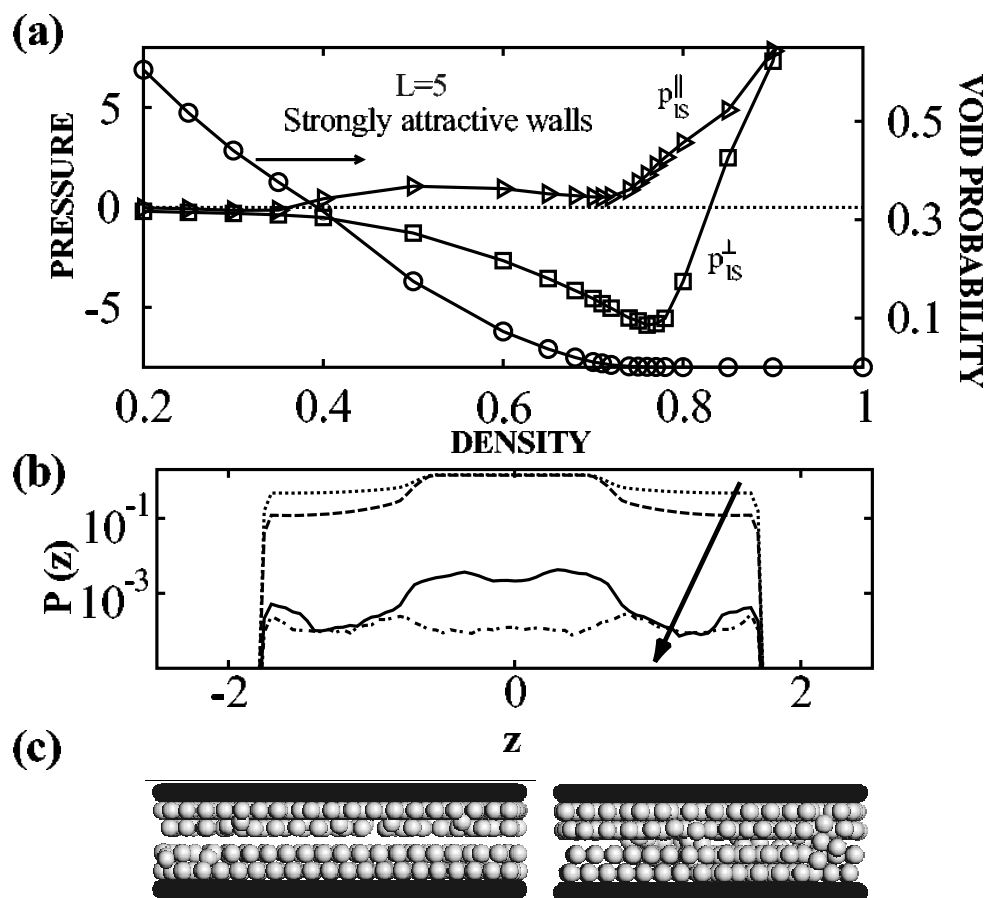 (a)
L=5
Strongly attractive walls
p∥IS
p⊥IS
PRESSURE
5
0
-5
VOID PROBABILITY
0.5
0.3
0.1
0.2 0.4 0.6 0.8 1
DENSITY
(b)
P (z)
10-1
10-3
-2 0 2
z
(c)